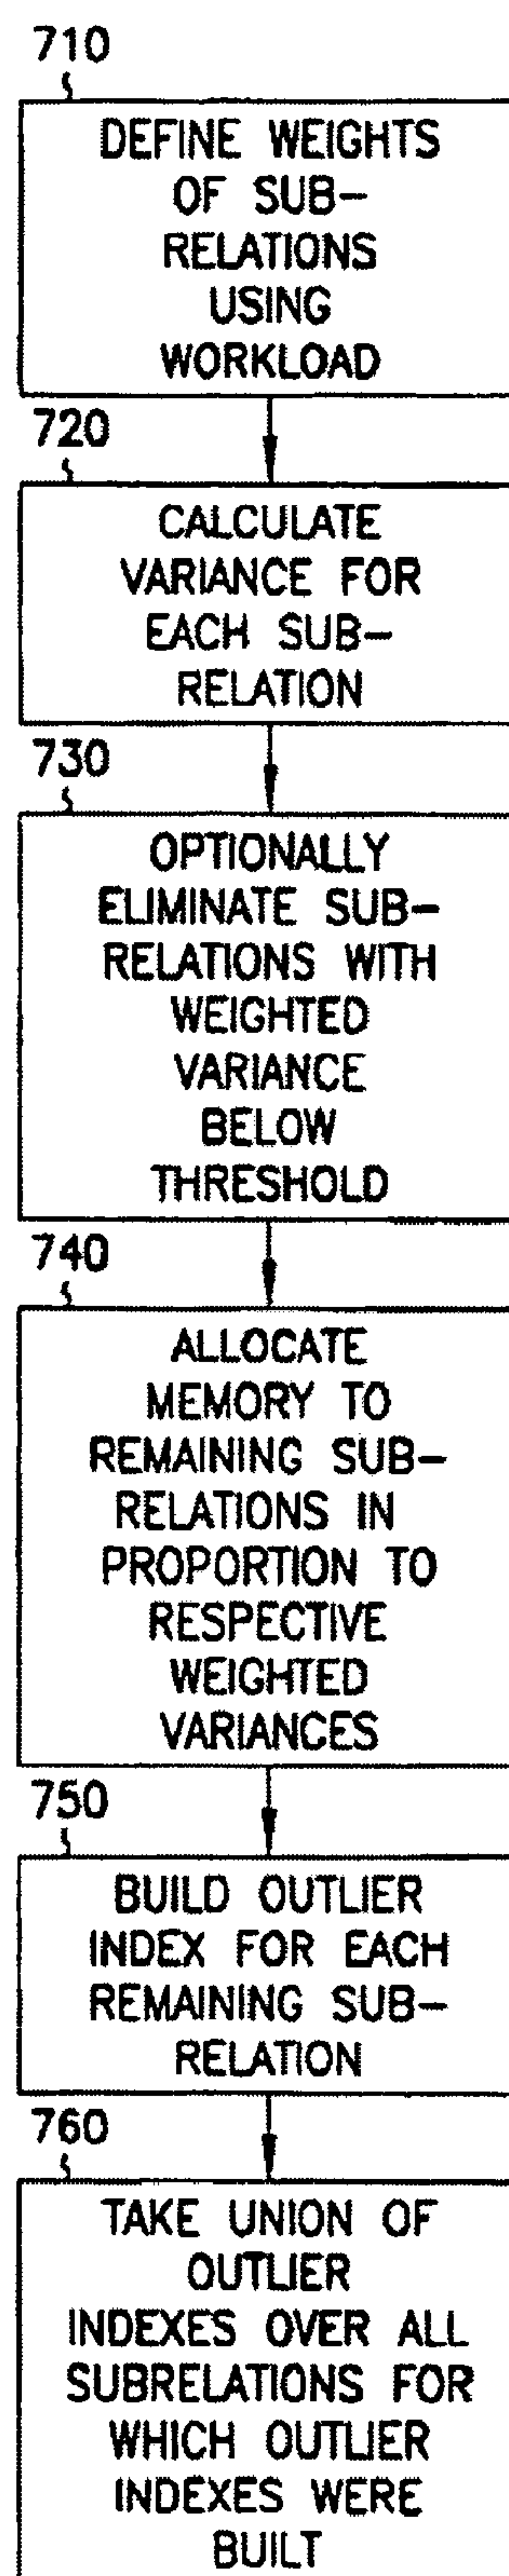 710
DEFINE WEIGHTS
OF SUB-
RELATIONS
USING
WORKLOAD
720
CALCULATE
VARIANCE FOR
EACH SUB-
RELATION
730
OPTIONALLY
ELIMINATE SUB-
RELATIONS WITH
WEIGHTED
VARIANCE
BELOW
THRESHOLD
740
ALLOCATE
MEMORY TO
REMAINING SUB-
RELATIONS IN
PROPORTION TO
RESPECTIVE
WEIGHTED
VARIANCES
750
BUILD OUTLIER
INDEX FOR EACH
REMAINING SUB-
RELATION
760
TAKE UNION OF
OUTLIER
INDEXES OVER ALL
SUBRELATIONS FOR
WHICH OUTLIER
INDEXES WERE
BUILT